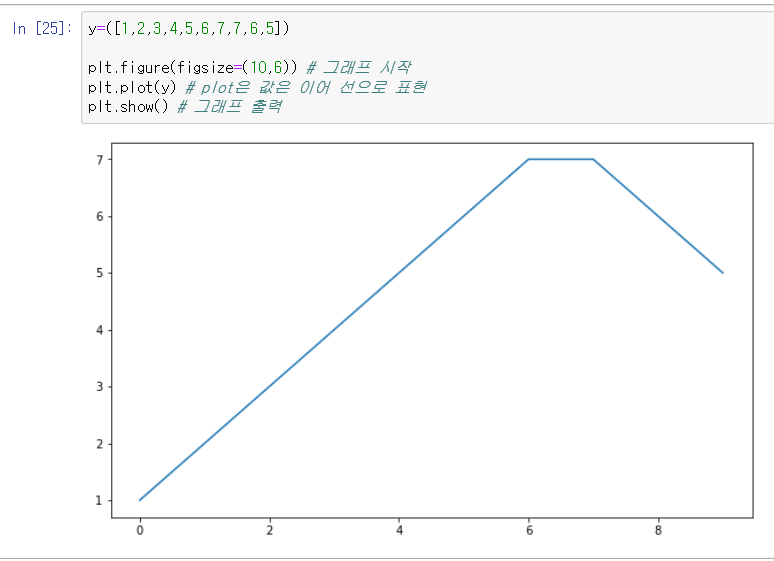 In [25]: y=([1,2,3,4,5,6,7,7,6,5])
plt.figure(figsize=(10,6)) # 그래프 시작
plt.plot(y) # plot은 값은 이어 선으로 표현
plt.show() # 그래프 출력
7
6
5
4
3
2
1
0 2 4 6 8